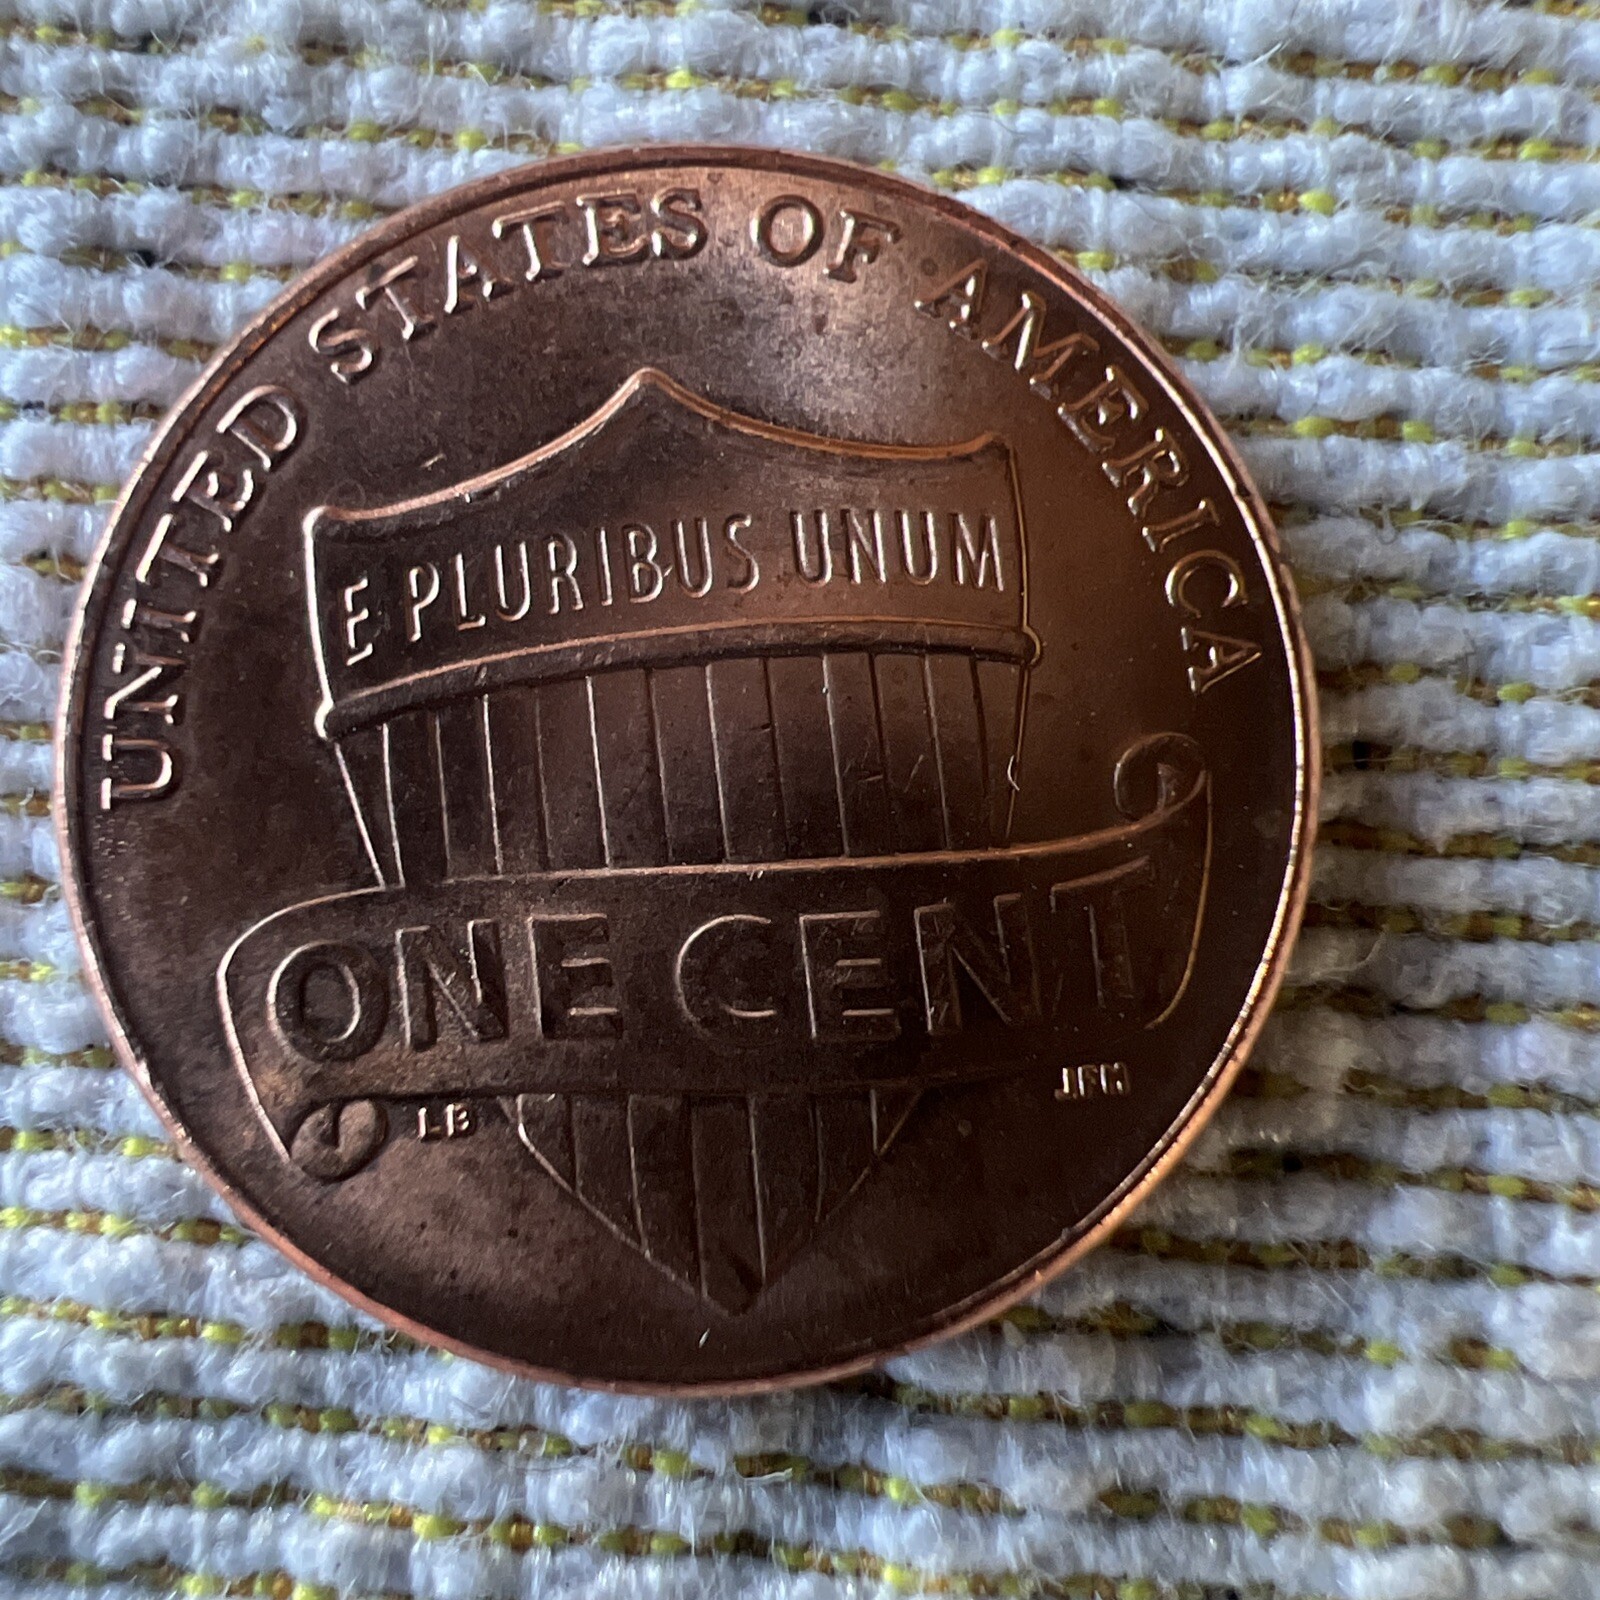 UNITED STATES OF AMERICA
E PLURIBUS UNUM
ONE CENT
LB
JFM